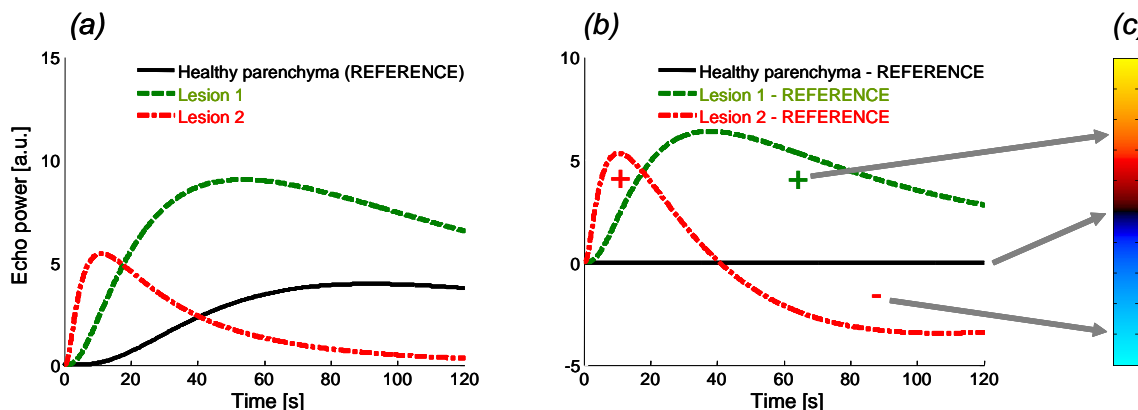 (a)
(b)
(c)
15
10
5
0
Echo power [a.u.]
Healthy parenchyma (REFERENCE)
Lesion 1
Lesion 2
0
20
40
60
80
100
120
Time [s]
10
5
0
-5
Healthy parenchyma - REFERENCE
Lesion 1 - REFERENCE
Lesion 2 - REFERENCE
+
+
-
0
20
40
60
80
100
120
Time [s]